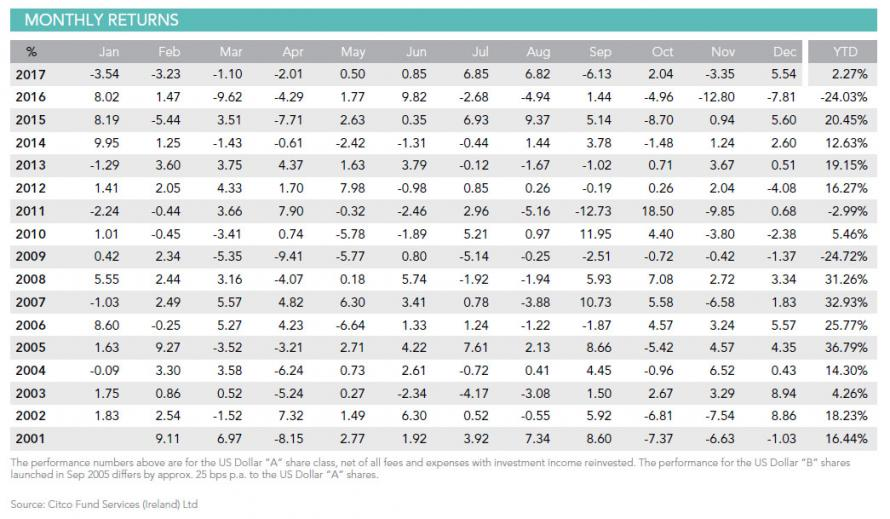 MONTHLY RETURNS
% Jan Feb Mar Apr May Jun Jul Aug Sep Oct Nov Dec YTD
2017 -3.54 -3.23 -1.10 -2.01 0.50 0.85 6.85 6.82 -6.13 2.04 -3.35 5.54 2.27%
2016 8.02 1.47 -9.62 -4.29 1.77 9.82 -2.68 -4.94 1.44 -4.96 -12.80 -7.81 -24.03%
2015 8.19 -5.44 3.51 -7.71 2.63 0.35 6.93 9.37 5.14 -8.70 0.94 5.60 20.45%
2014 9.95 1.25 -1.43 -0.61 -2.42 -1.31 -0.44 1.44 3.78 -1.48 1.24 2.60 12.63%
2013 -1.29 3.60 3.75 4.37 1.63 3.79 -0.12 -1.67 -1.02 0.71 3.67 0.51 19.15%
2012 1.41 2.05 4.33 1.70 7.98 -0.98 0.85 0.26 -0.19 0.26 2.04 -4.08 16.27%
2011 -2.24 -0.44 3.66 7.90 -0.32 -2.46 2.96 -5.16 -12.73 18.50 -9.85 0.68 -2.99%
2010 1.01 -0.45 -3.41 0.74 -5.78 -1.89 5.21 0.97 11.95 4.40 -3.80 -2.38 5.46%
2009 0.42 2.34 -5.35 -9.41 -5.77 0.80 -5.14 -0.25 -2.51 -0.72 -0.42 -1.37 -24.72%
2008 5.55 2.44 3.16 -4.07 0.18 5.74 -1.92 -1.94 5.93 7.08 2.72 3.34 31.26%
2007 -1.03 2.49 5.57 4.82 6.30 3.41 0.78 -3.88 10.73 5.58 -6.58 1.83 32.93%
2006 8.60 -0.25 5.27 4.23 -6.64 1.33 1.24 -1.22 -1.87 4.57 3.24 5.57 25.77%
2005 1.63 9.27 -3.52 -3.21 2.71 4.22 7.61 2.13 8.66 -5.42 4.57 4.35 36.79%
2004 -0.09 3.30 3.58 -6.24 0.73 2.61 -0.72 0.41 4.45 -0.96 6.52 0.43 14.30%
2003 1.75 0.86 0.52 -5.24 0.27 -2.34 -4.17 -3.08 1.50 2.67 3.29 8.94 4.26%
2002 1.83 2.54 -1.52 7.32 1.49 6.30 0.52 -0.55 5.92 -6.81 -7.54 8.86 18.23%
2001 9.11 6.97 -8.15 2.77 1.92 3.92 7.34 8.60 -7.37 -6.63 -1.03 16.44%
The performance numbers above are for the US Dollar “A” share class, net of all fees and expenses with investment income reinvested. The performance for the US Dollar “B” shares
launched in Sep 2005 differs by approx. 25 bps p.a. to the US Dollar “A” shares.
Source: Citco Fund Services (Ireland) Ltd